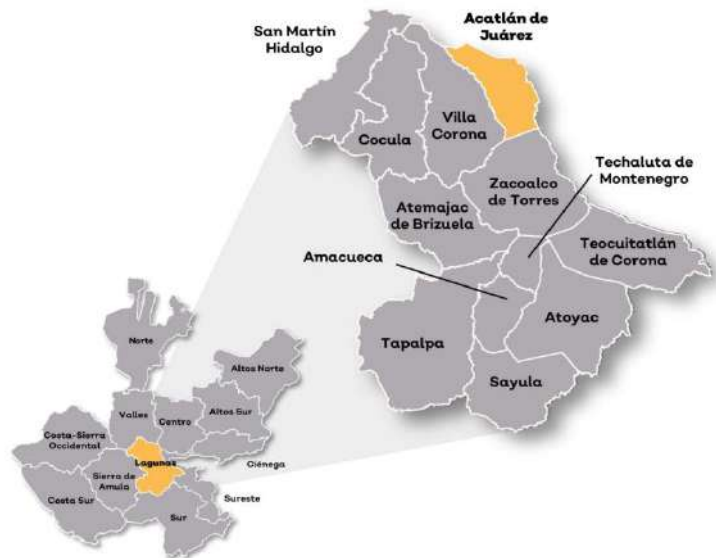 San Martín
Hidalgo
Acatlán de
Juárez
Cocula
Villa
Corona
Techaluta de
Montenegro
Zacoalco
de Torres
Atemajac
de Brizuela
Teocuitatlán
de Corona
Amacueca
Atoyac
Tapalpa
Sayula
Norte
Altos Norte
Valles
Centro
Altos Sur
Costa-Sierra
Occidental
Lagunas
Ciénega
Sierra de
Amula
Costa Sur
Sureste
Sur